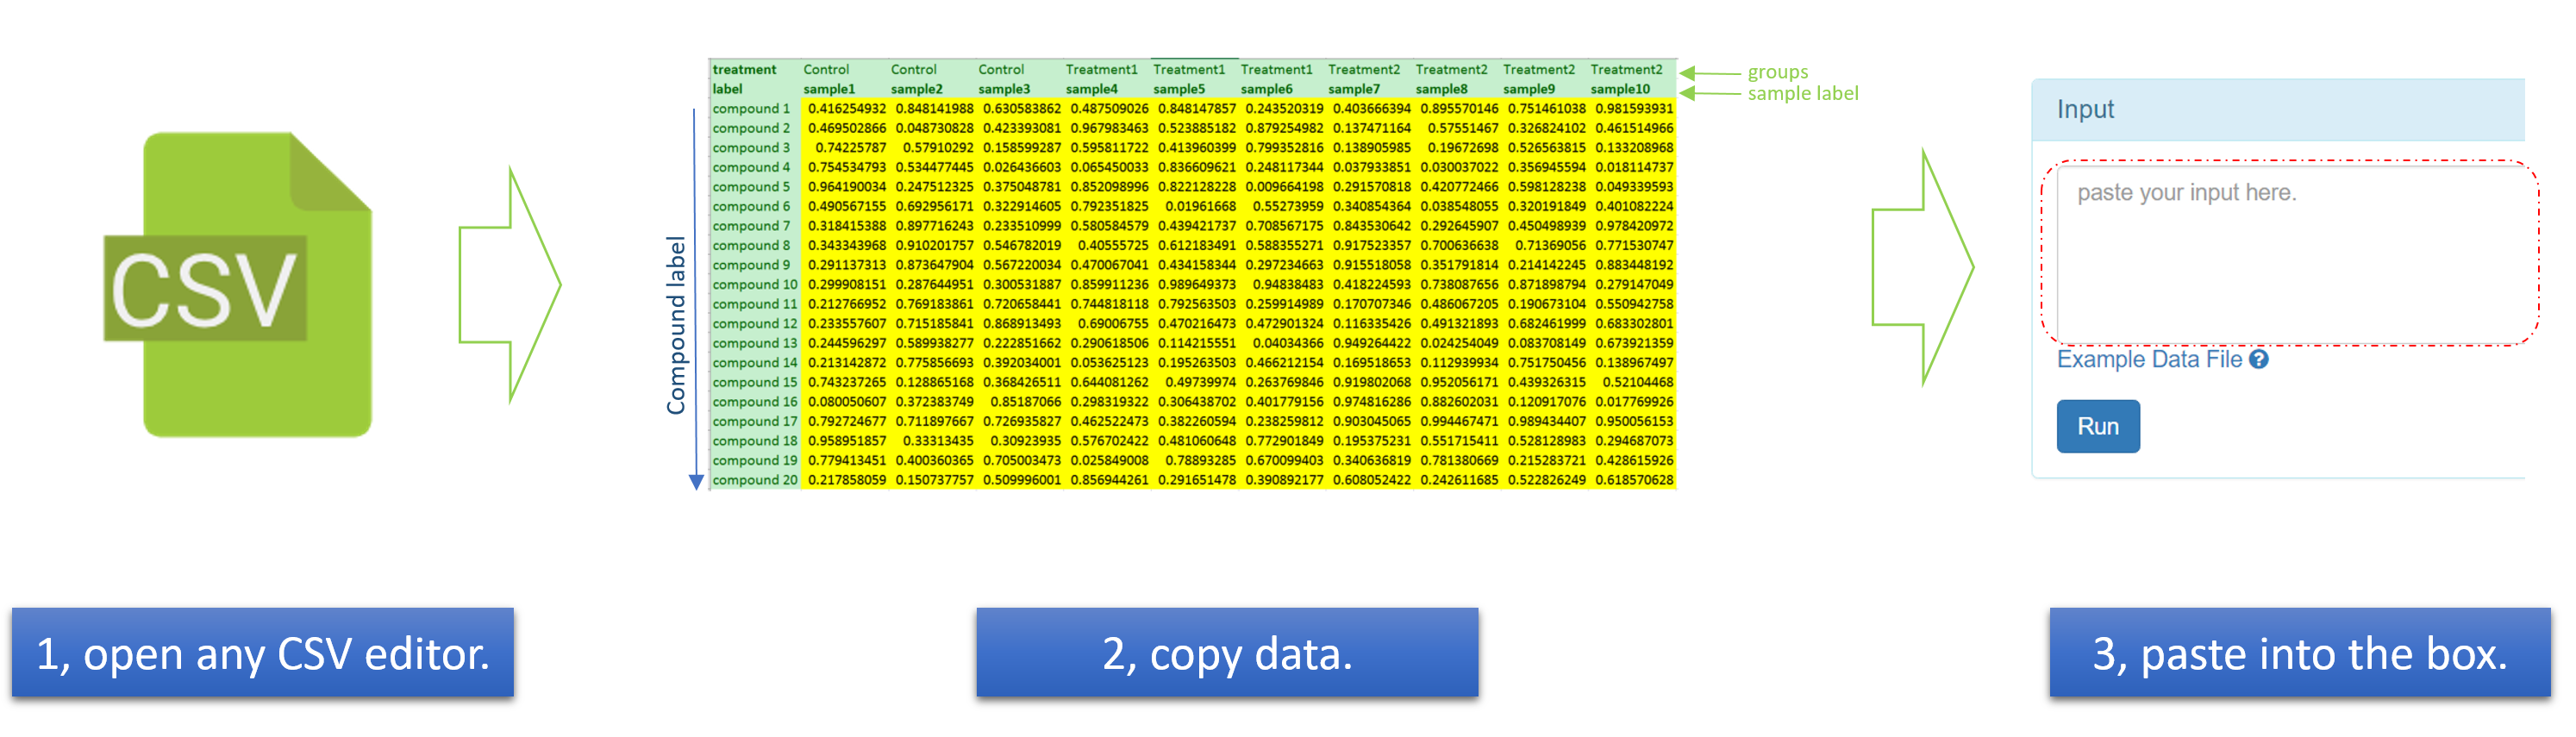 CSV
Compound label
treatment Control Control Control Treatment1 Treatment1 Treatment1 Treatment2 Treatment2 Treatment2 Treatment2
label sample1 sample2 sample3 sample4 sample5 sample6 sample7 sample8 sample9 sample10
compound 1 0.416254932 0.848141988 0.630583862 0.487509026 0.848147857 0.243520319 0.403666394 0.895570146 0.751461038 0.981593931
compound 2 0.469502866 0.048730828 0.423393081 0.967983463 0.523885182 0.879254982 0.137471164 0.57551467 0.326824102 0.461514966
compound 3 0.74225787 0.57910292 0.158599287 0.595811722 0.413960399 0.799352816 0.138905985 0.19672698 0.526563815 0.133208968
compound 4 0.754534793 0.534477445 0.026436603 0.065450033 0.836609621 0.248117344 0.037933851 0.030037022 0.356945594 0.018114737
compound 5 0.964190034 0.247512325 0.375048781 0.852098996 0.822128228 0.009664198 0.291570818 0.420772466 0.598128238 0.049339593
compound 6 0.490567155 0.692956171 0.322914605 0.792351825 0.01961668 0.55273959 0.340854364 0.038548055 0.320191849 0.401082224
compound 7 0.318415388 0.897716243 0.233510999 0.580584579 0.439421737 0.708567175 0.843530642 0.292645907 0.450498939 0.978420972
compound 8 0.343343968 0.910201757 0.546782019 0.40555725 0.612183491 0.588355271 0.917523357 0.700636638 0.71369056 0.771530747
compound 9 0.291137313 0.873647904 0.567220034 0.470067041 0.434158344 0.297234663 0.915518058 0.351791814 0.214142245 0.883448192
compound 10 0.299908151 0.287644951 0.300531887 0.859911236 0.989649373 0.94838483 0.418224593 0.738087656 0.871898794 0.279147049
compound 11 0.212766952 0.769183861 0.720658441 0.744818118 0.792563503 0.259914989 0.170707346 0.486067205 0.190673104 0.550942758
compound 12 0.233557607 0.715185841 0.868913493 0.69006755 0.470216473 0.472901324 0.116335426 0.491321893 0.682461999 0.683302801
compound 13 0.244596297 0.589938277 0.222851662 0.290618506 0.114215551 0.04034366 0.949264422 0.024254049 0.083708149 0.673921359
compound 14 0.213142872 0.775856693 0.392034001 0.053625123 0.195263503 0.466212154 0.169518653 0.112939934 0.751750456 0.138967497
compound 15 0.743237265 0.128865168 0.368426511 0.644081262 0.49739974 0.263769846 0.919802068 0.952056171 0.439326315 0.52104468
compound 16 0.080050607 0.372383749 0.85187066 0.298319322 0.306438702 0.401779156 0.974816286 0.882602031 0.120917076 0.017769926
compound 17 0.792724677 0.711897667 0.726935827 0.462522473 0.382260594 0.238259812 0.903045065 0.994467471 0.989434407 0.950056153
compound 18 0.958951857 0.33313435 0.30923935 0.576702422 0.481060648 0.772901849 0.195375231 0.551715411 0.528128983 0.294687073
compound 19 0.779413451 0.400360365 0.705003473 0.025849008 0.78893285 0.670099403 0.340636819 0.781380669 0.215283721 0.428615926
compound 20 0.217858059 0.150737757 0.509996001 0.856944261 0.291651478 0.390892177 0.608052422 0.242611685 0.522826249 0.618570628
groups
sample label
Input
paste your input here.
Example Data File ?
Run
1, open any CSV editor.
2, copy data.
3, paste into the box.